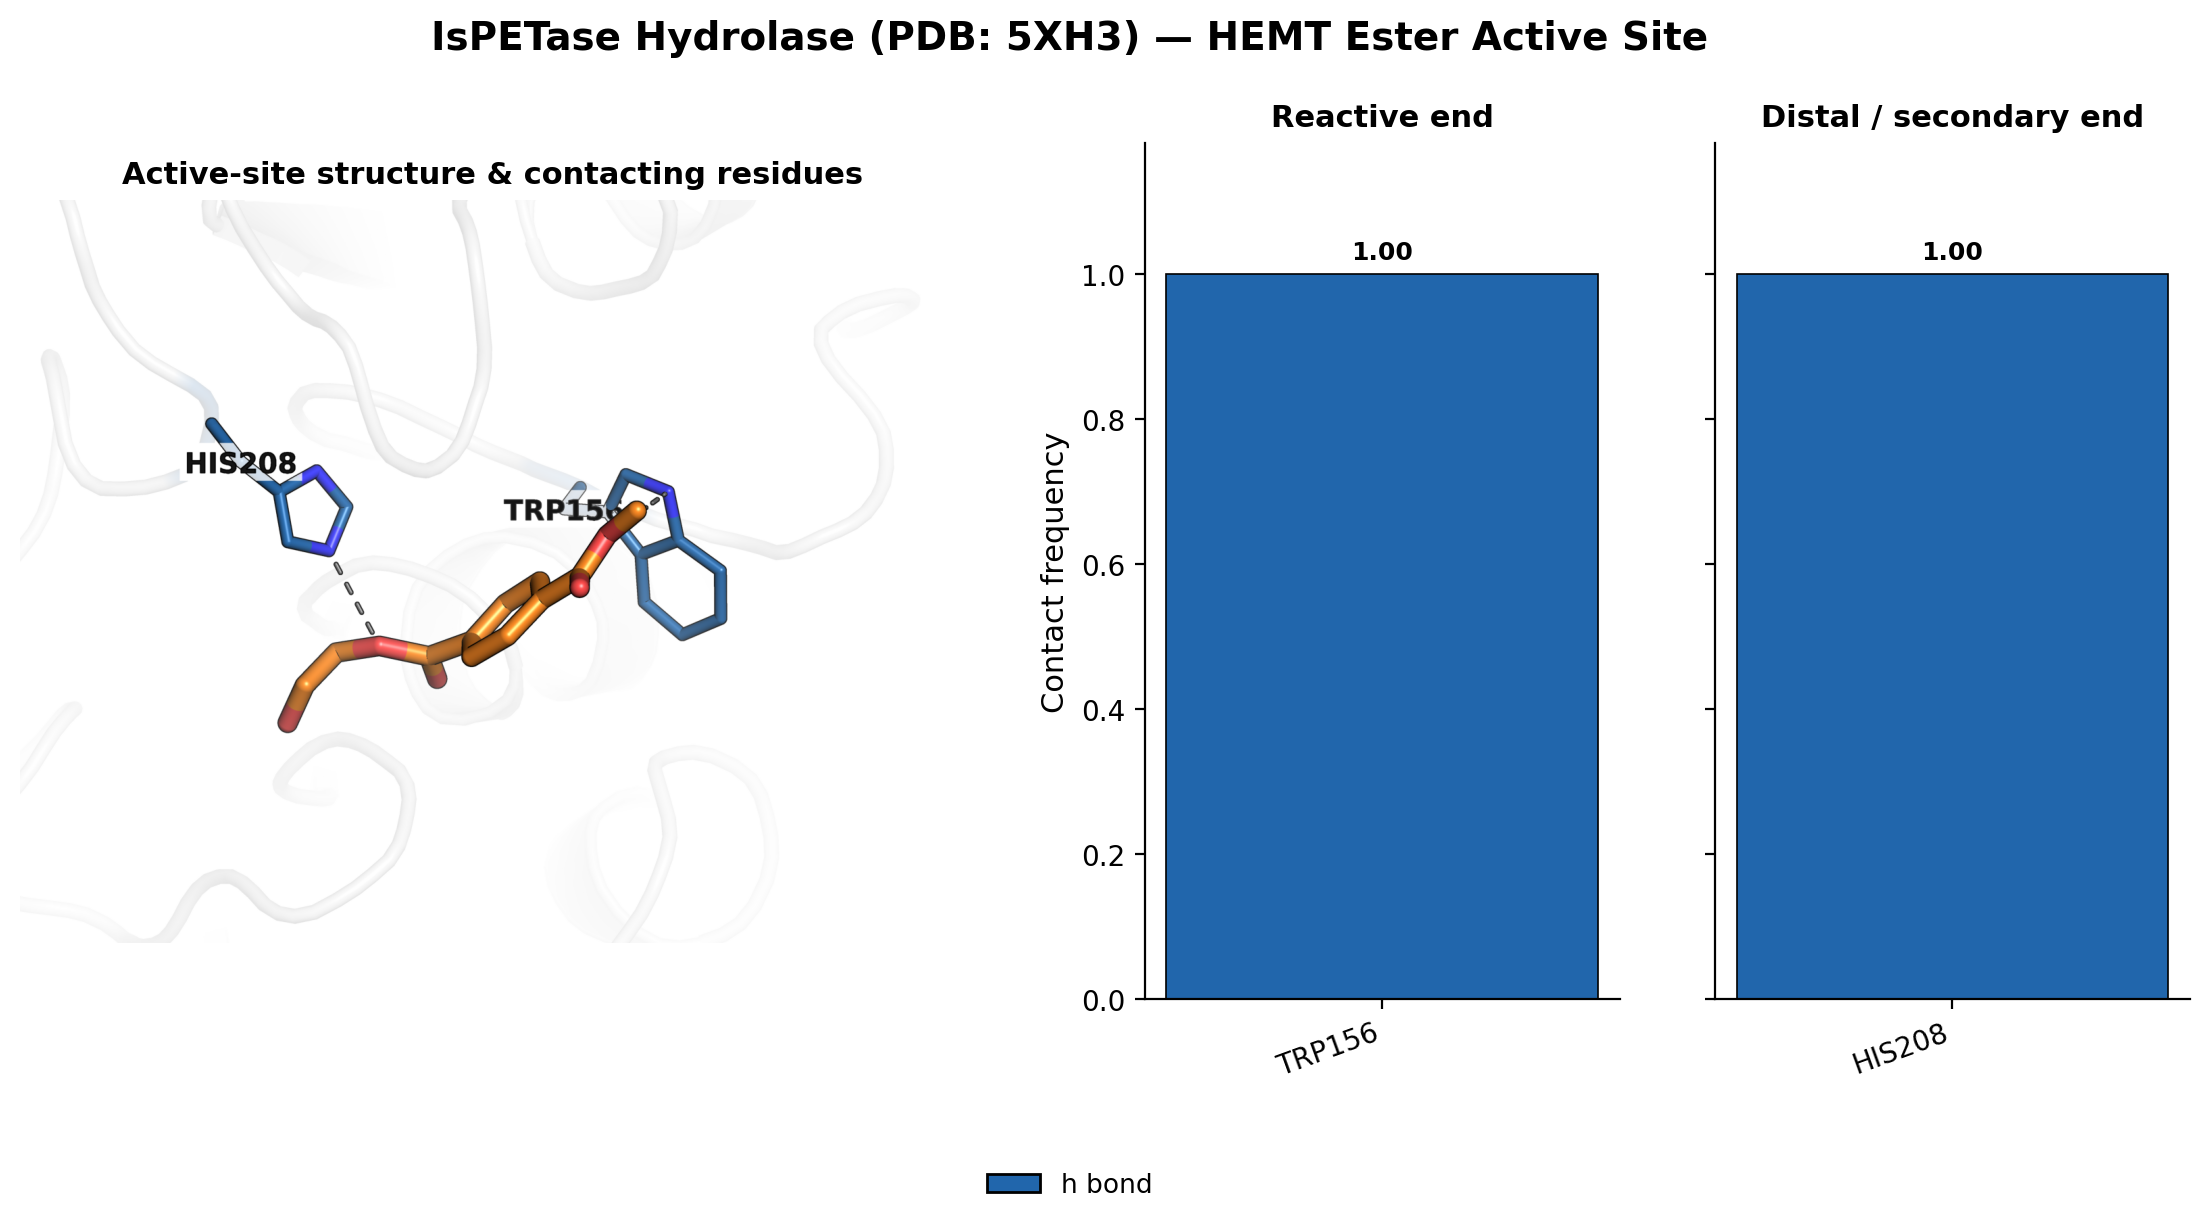 IsPETase Hydrolase (PDB: 5XH3) — HEMT Ester Active Site
Active-site structure & contacting residues
HIS208
TRP156
Reactive end
Contact frequency
1.0
0.8
0.6
0.4
0.2
0.0
1.00
TRP156
Distal / secondary end
1.00
HIS208
h bond